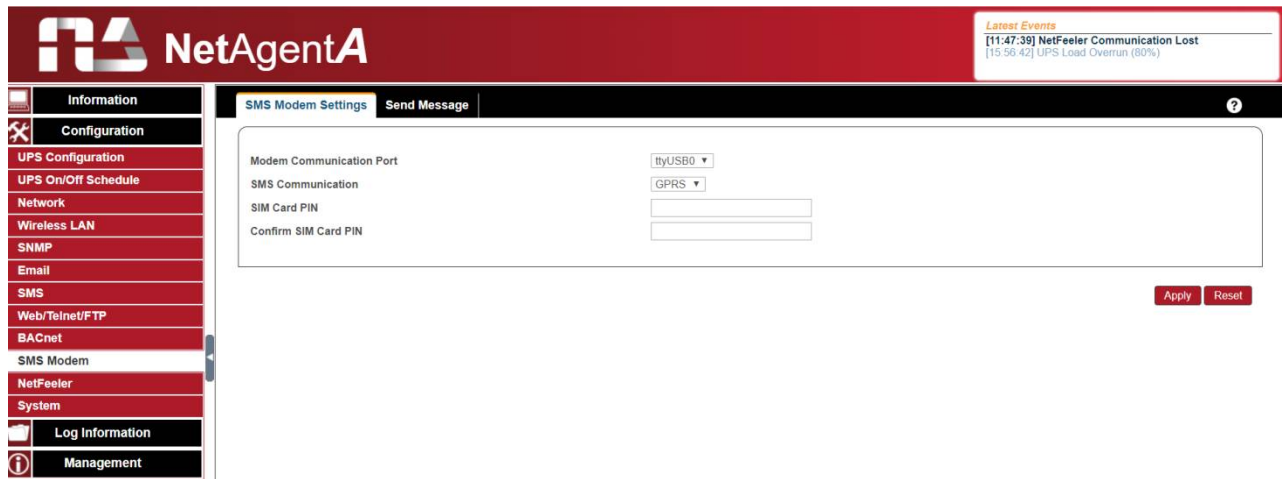 NetAgentA
Latest Events
[11:47:39] NetFeeler Communication Lost
[15:56:42] UPS Load Overrun (80%)
Information
Configuration
UPS Configuration
UPS On/Off Schedule
Network
Wireless LAN
SNMP
Email
SMS
Web/Telnet/FTP
BACnet
SMS Modem
NetFeeler
System
Log Information
Management
SMS Modem Settings Send Message ?
Modem Communication Port ttyUSB0
SMS Communication GPRS
SIM Card PIN
Confirm SIM Card PIN
Apply Reset